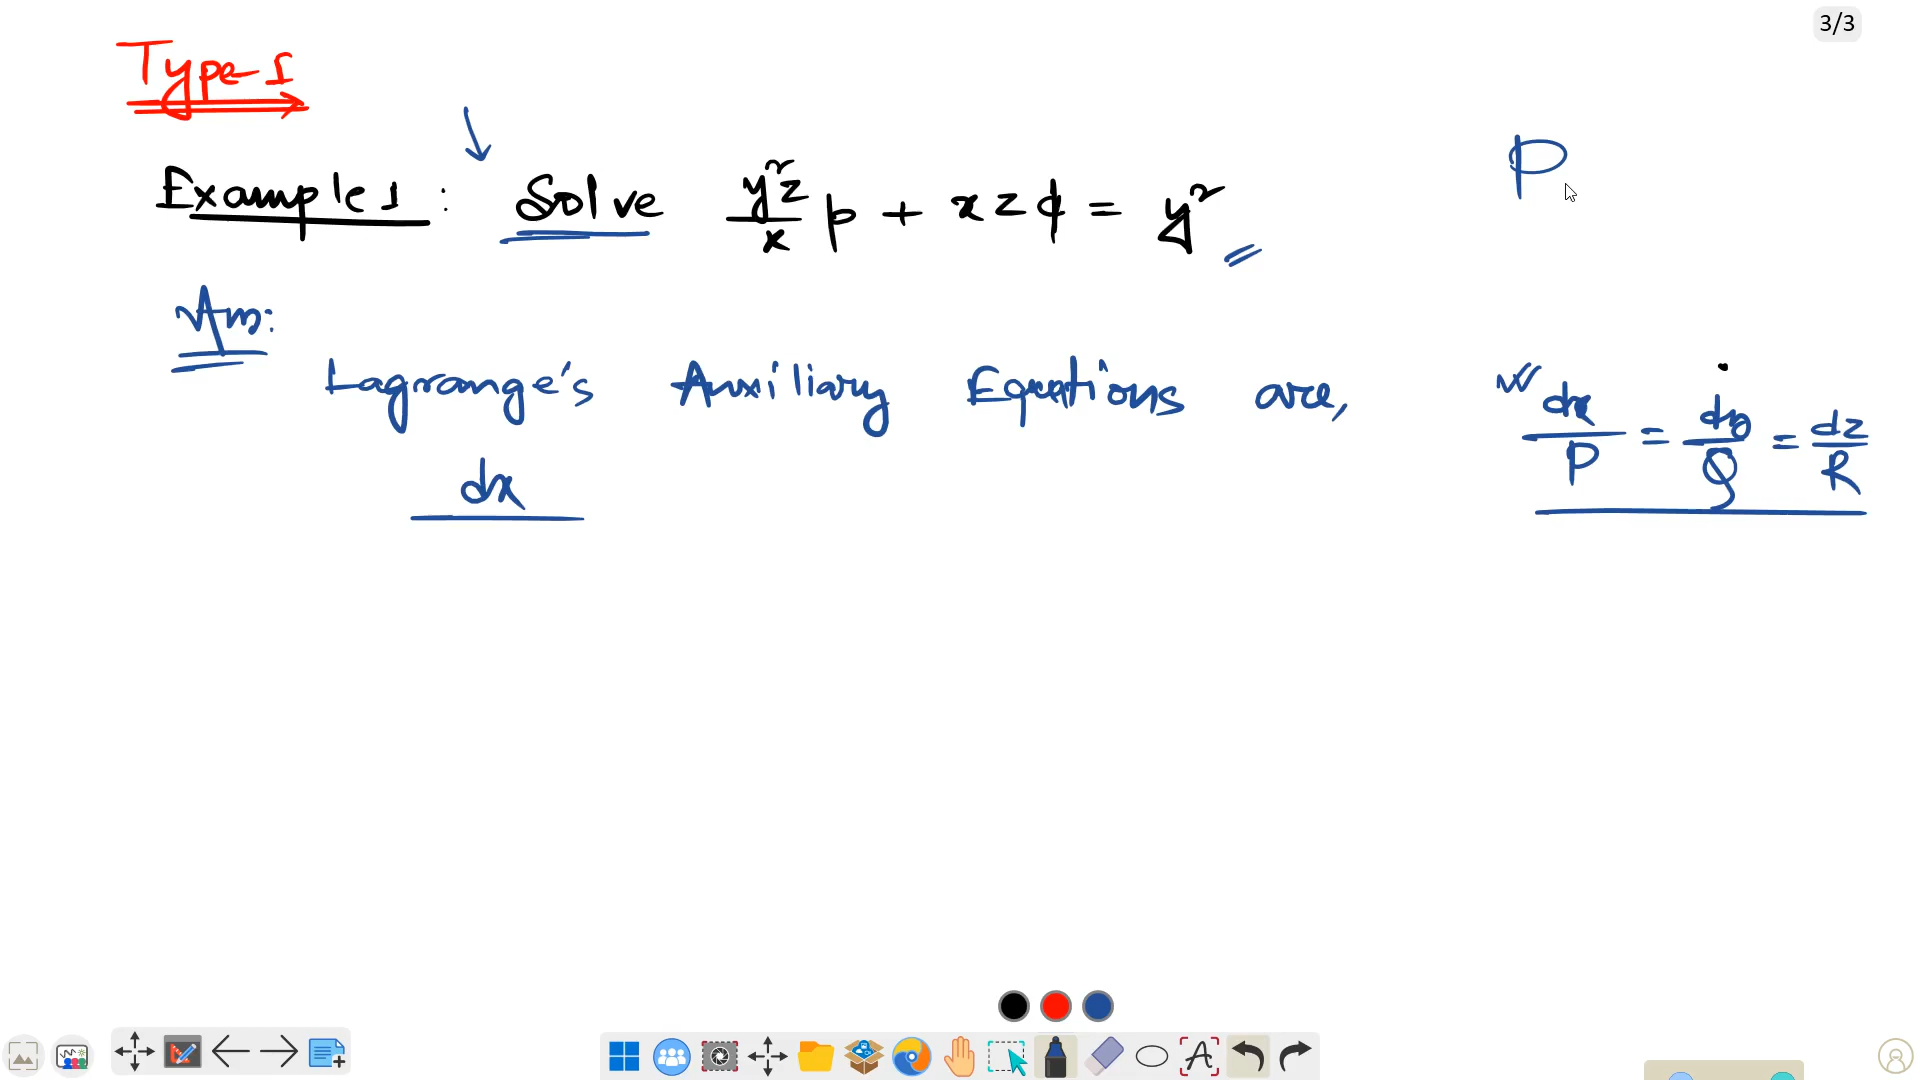 3/3
Type-I
Example 1 : Solve y²z/x p + xzq = y²
P
Ans:
Lagrange's Auxiliary Equations are,
dx/P = dy/Q = dz/R
dx